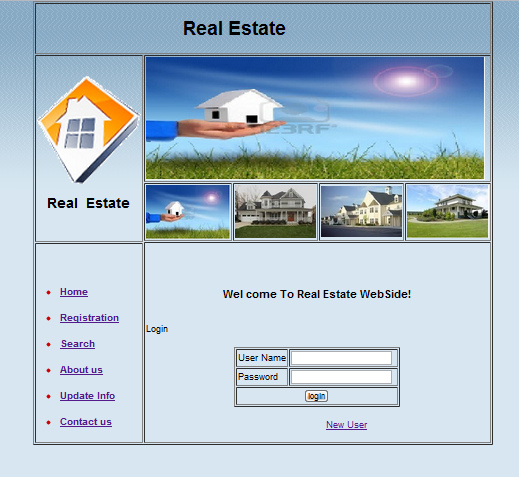 Real Estate
Real Estate
Home
Registration
Search
About us
Update Info
Contact us
Wel come To Real Estate WebSide!
Login
User Name
Password
login
New User